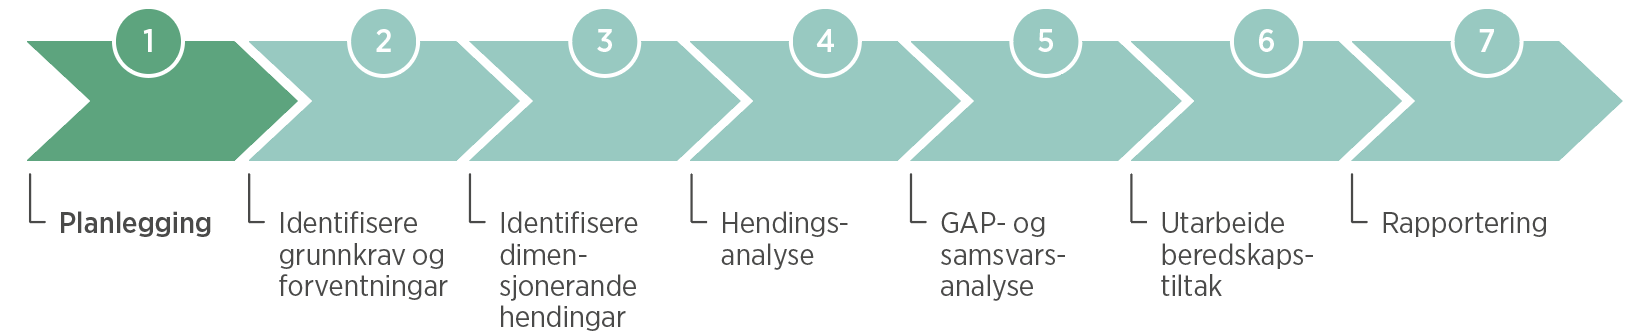 1
2
3
4
5
6
7
Planlegging
Identifisere
grunnkrav og
forventningar
Identifisere
dimen-
sjonerande
hendingar
Hendings-
analyse
GAP- og
samsvars-
analyse
Utarbeide
beredskaps-
tiltak
Rapportering